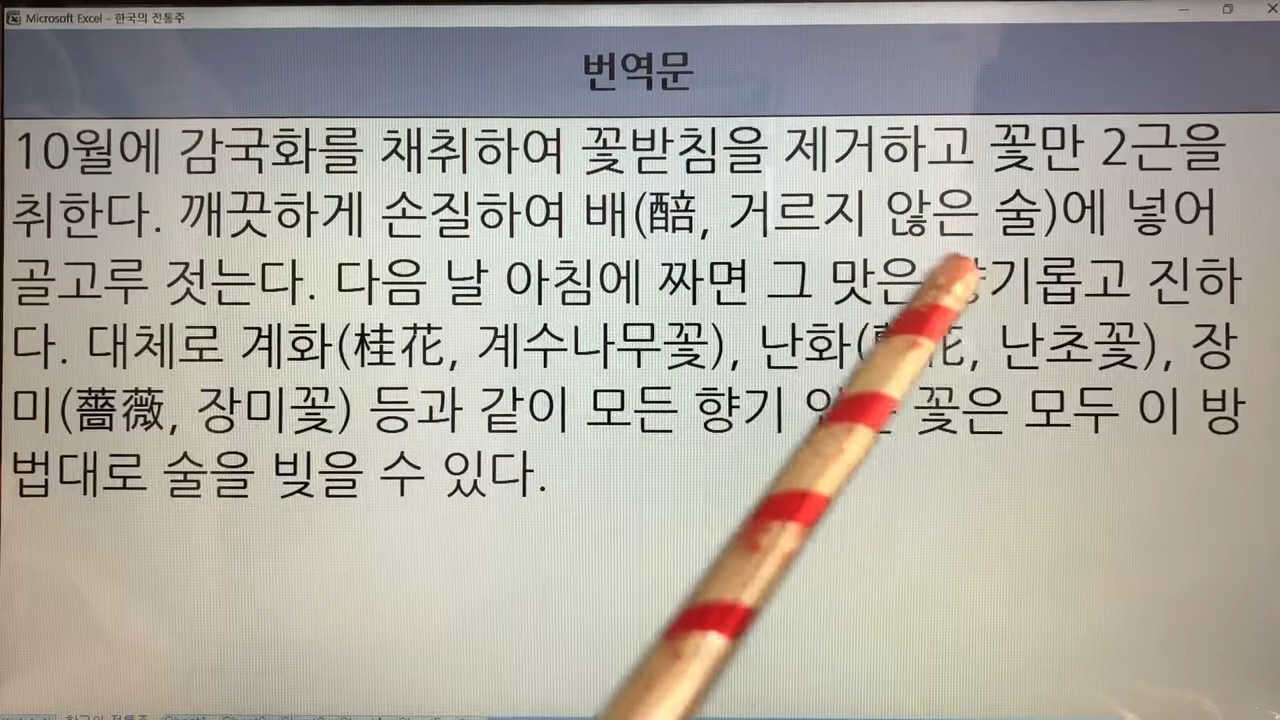 Microsoft Excel - 한국의 전통주
번역문
10월에 감국화를 채취하여 꽃받침을 제거하고 꽃만 2근을
취한다. 깨끗하게 손질하여 배(醅, 거르지 않은 술)에 넣어
골고루 젓는다. 다음 날 아침에 짜면 그 맛은 향기롭고 진하
다. 대체로 계화(桂花, 계수나무꽃), 난화( 花, 난초꽃), 장
미(薔薇, 장미꽃) 등과 같이 모든 향기 꽃은 모두 이 방
법대로 술을 빚을 수 있다.